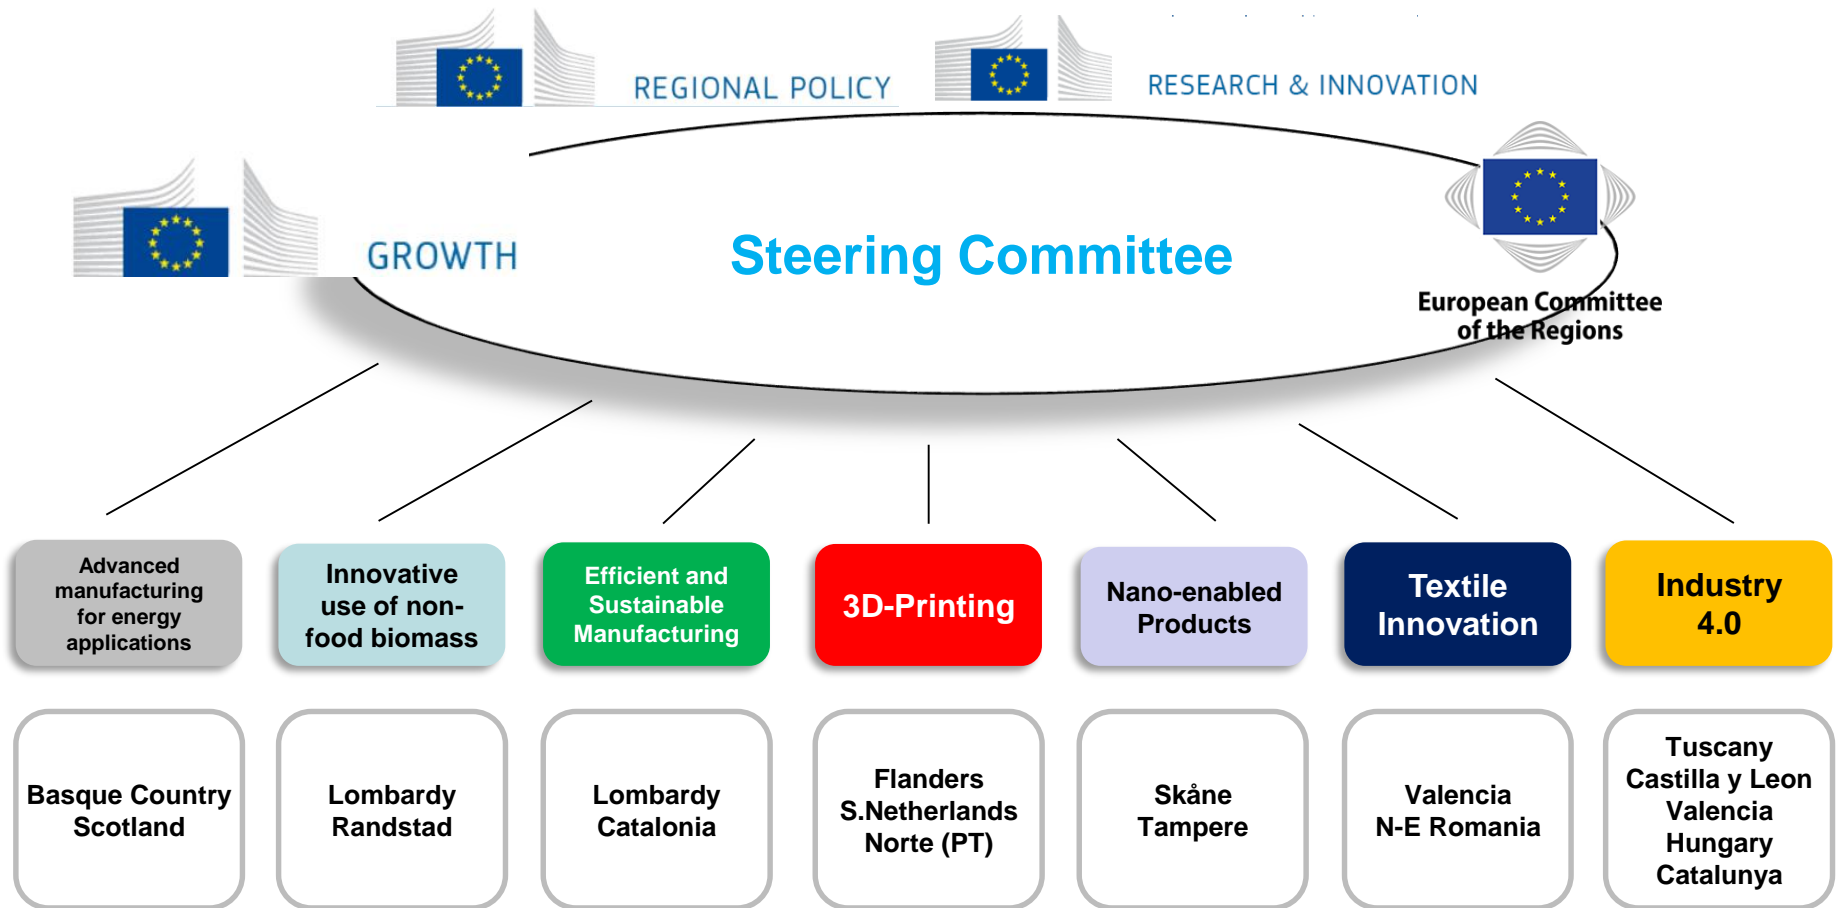 REGIONAL POLICY
RESEARCH & INNOVATION
GROWTH
Steering Committee
European Committee
of the Regions
Advanced
manufacturing
for energy
applications
Innovative
use of non-
food biomass
Efficient and
Sustainable
Manufacturing
3D-Printing
Nano-enabled
Products
Textile
Innovation
Industry
4.0
Basque Country
Scotland
Lombardy
Randstad
Lombardy
Catalonia
Flanders
S.Netherlands
Norte (PT)
Skåne
Tampere
Valencia
N-E Romania
Tuscany
Castilla y Leon
Valencia
Hungary
Catalunya